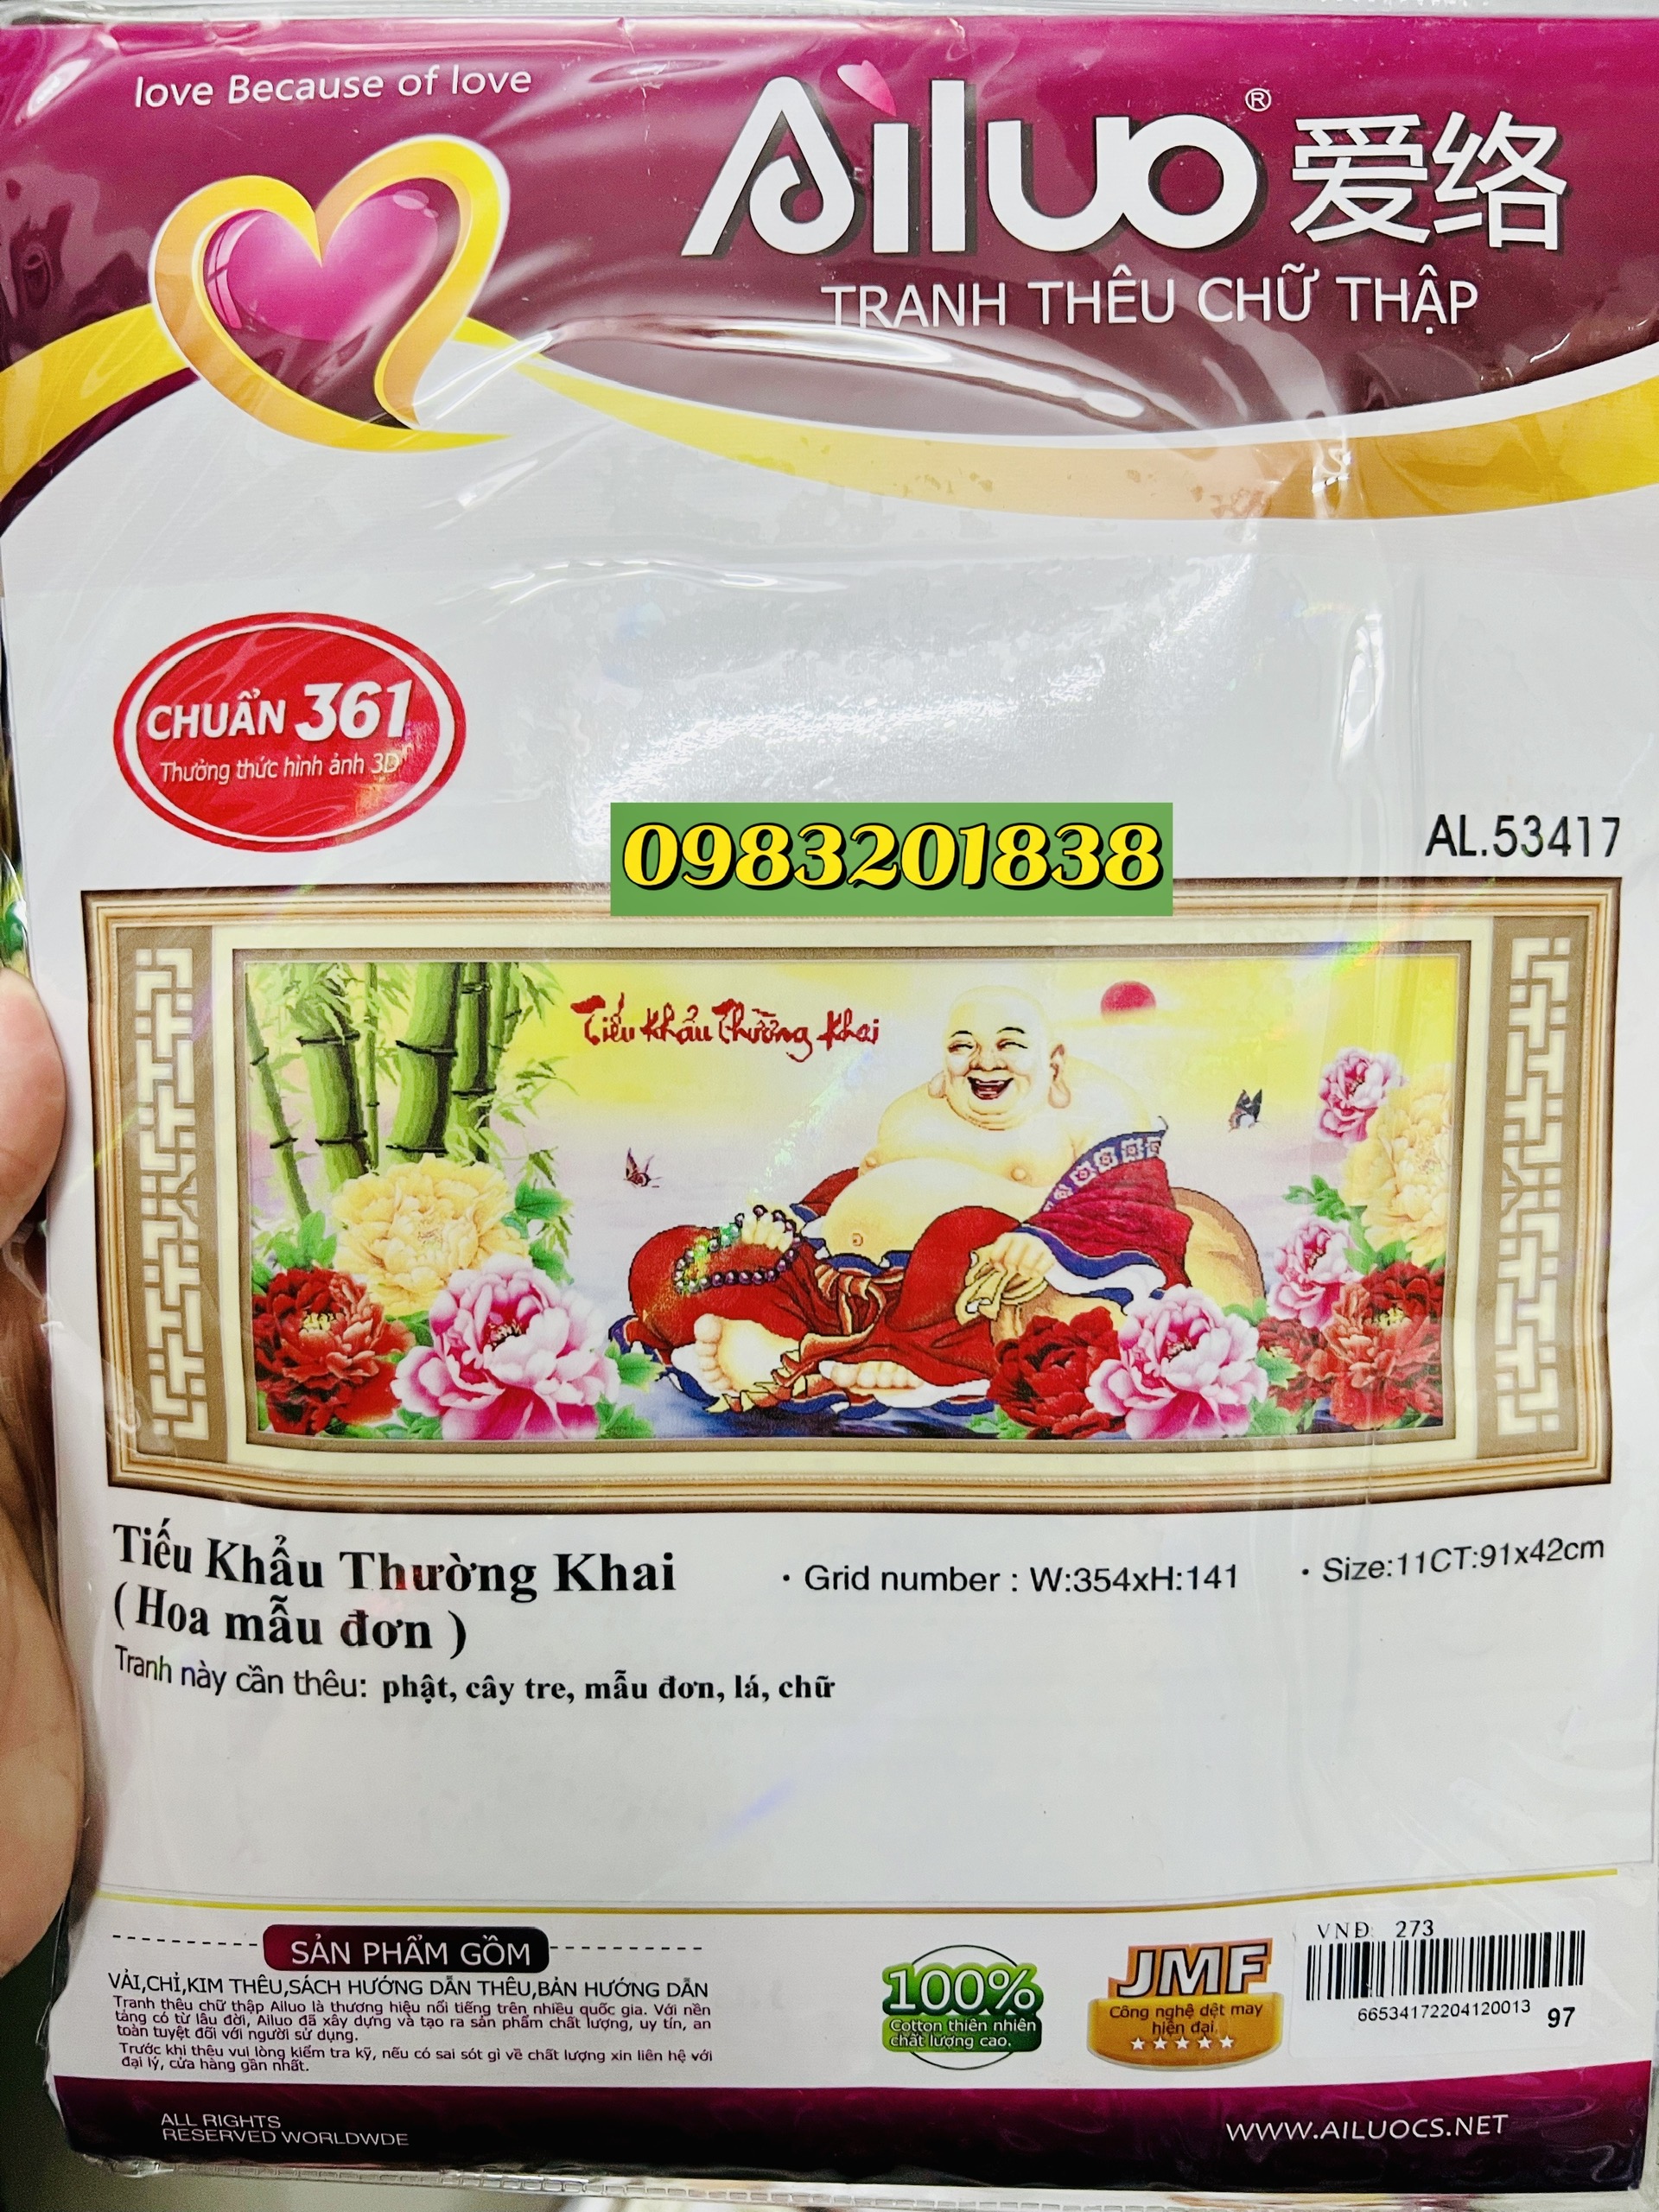 love Because of love
Ailuo® 爱络
TRANH THÊU CHỮ THẬP
CHUẨN 361
Thưởng thức hình ảnh 3D
0983201838
AL.53417
Tiếu Khẩu Thường Khai
Tiếu Khẩu Thường Khai
( Hoa mẫu đơn )
· Grid number : W:354xH:141
· Size:11CT:91x42cm
Tranh này cần thêu: phật, cây tre, mẫu đơn, lá, chữ
SẢN PHẨM GỒM
VẢI,CHỈ,KIM THÊU,SÁCH HƯỚNG DẪN THÊU,BẢN HƯỚNG DẪN
Tranh thêu chữ thập Ailuo là thương hiệu nổi tiếng trên nhiều quốc gia. Với nền
tảng có từ lâu đời, Ailuo đã xây dựng và tạo ra sản phẩm chất lượng, uy tín, an
toàn tuyệt đối với người sử dụng.
Trước khi thêu vui lòng kiểm tra kỹ, nếu có sai sót gì về chất lượng xin liên hệ với
đại lý, cửa hàng gần nhất.
100%
Cotton thiên nhiên
chất lượng cao.
JMF
Công nghệ dệt may
hiện đại
VNĐ 273
66534172204120013
97
ALL RIGHTS
RESERVED WORLDWDE
WWW.AILUOCS.NET